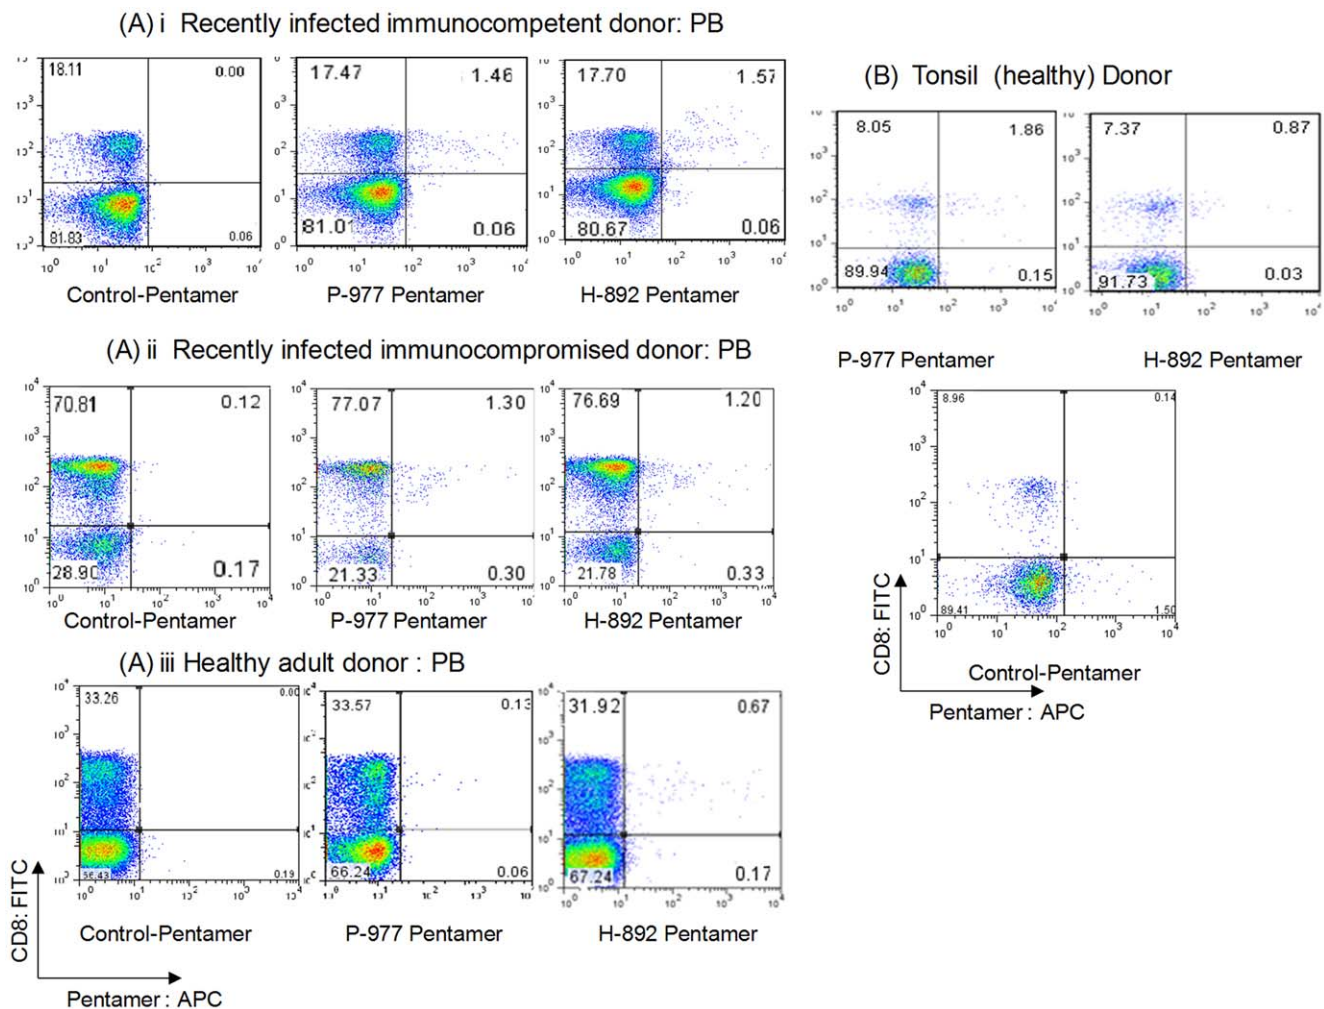 (A) i Recently infected immunocompetent donor: PB
18.11 0.00
81.83 0.06
Control-Pentamer
17.47 1.46
81.01 0.06
P-977 Pentamer
17.70 1.57
80.67 0.06
H-892 Pentamer
(B) Tonsil (healthy) Donor
8.05 1.86
89.94 0.15
P-977 Pentamer
7.37 0.87
91.73 0.03
H-892 Pentamer
8.96 0.14
89.41 1.50
Control-Pentamer
CD8: FITC
Pentamer : APC
(A) ii Recently infected immunocompromised donor: PB
70.81 0.12
28.90 0.17
Control-Pentamer
77.07 1.30
21.33 0.30
P-977 Pentamer
76.69 1.20
21.78 0.33
H-892 Pentamer
(A) iii Healthy adult donor : PB
33.26 0.00
0.19
Control-Pentamer
33.57 0.13
66.24 0.06
P-977 Pentamer
31.92 0.67
67.24 0.17
H-892 Pentamer
CD8: FITC
Pentamer : APC